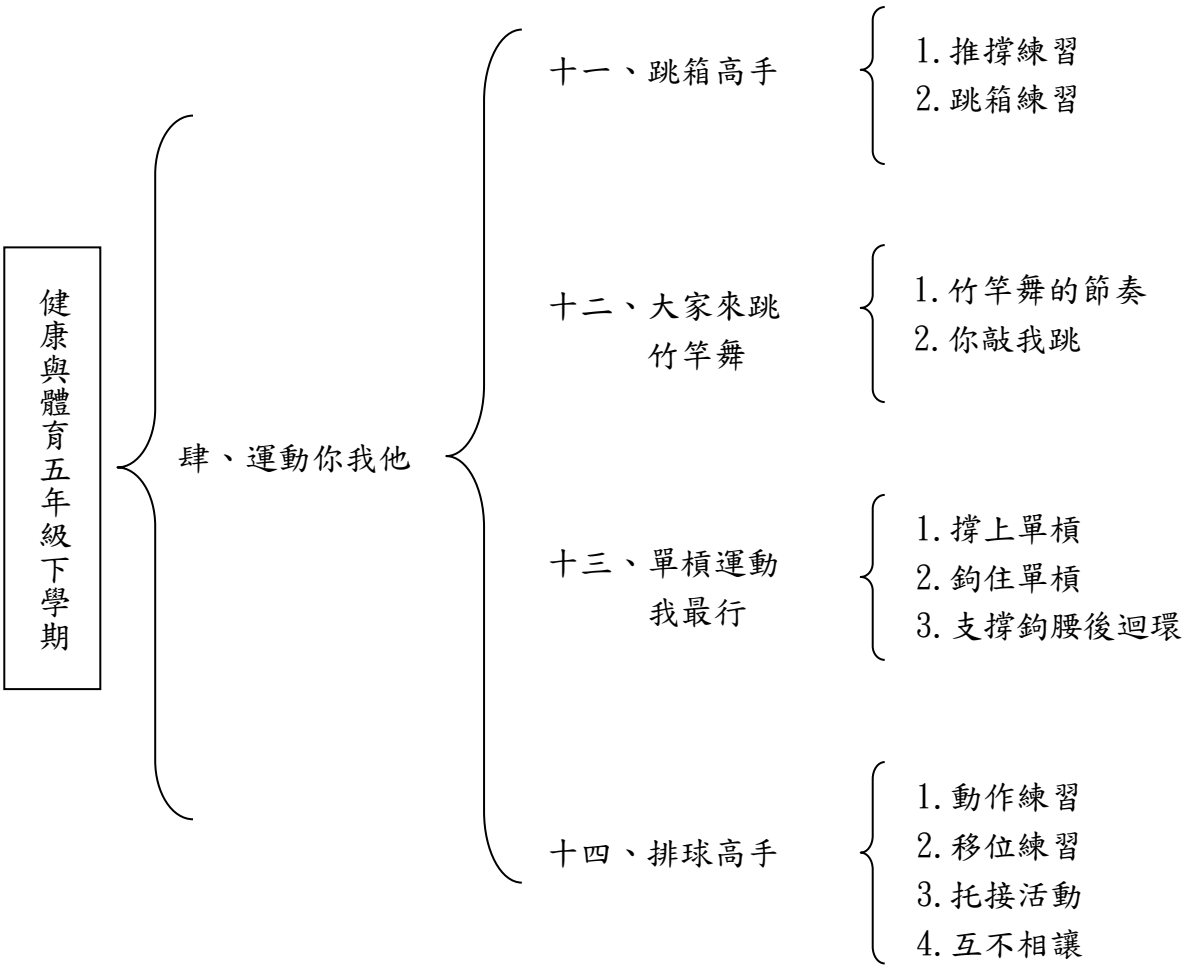 健康與體育五年級下學期
肆、運動你我他
十一、跳箱高手
1.推撐練習
2.跳箱練習
十二、大家來跳
竹竿舞
1.竹竿舞的節奏
2.你敲我跳
十三、單槓運動
我最行
1.撐上單槓
2.鉤住單槓
3.支撐鉤腰後迴環
十四、排球高手
1.動作練習
2.移位練習
3.托接活動
4.互不相讓